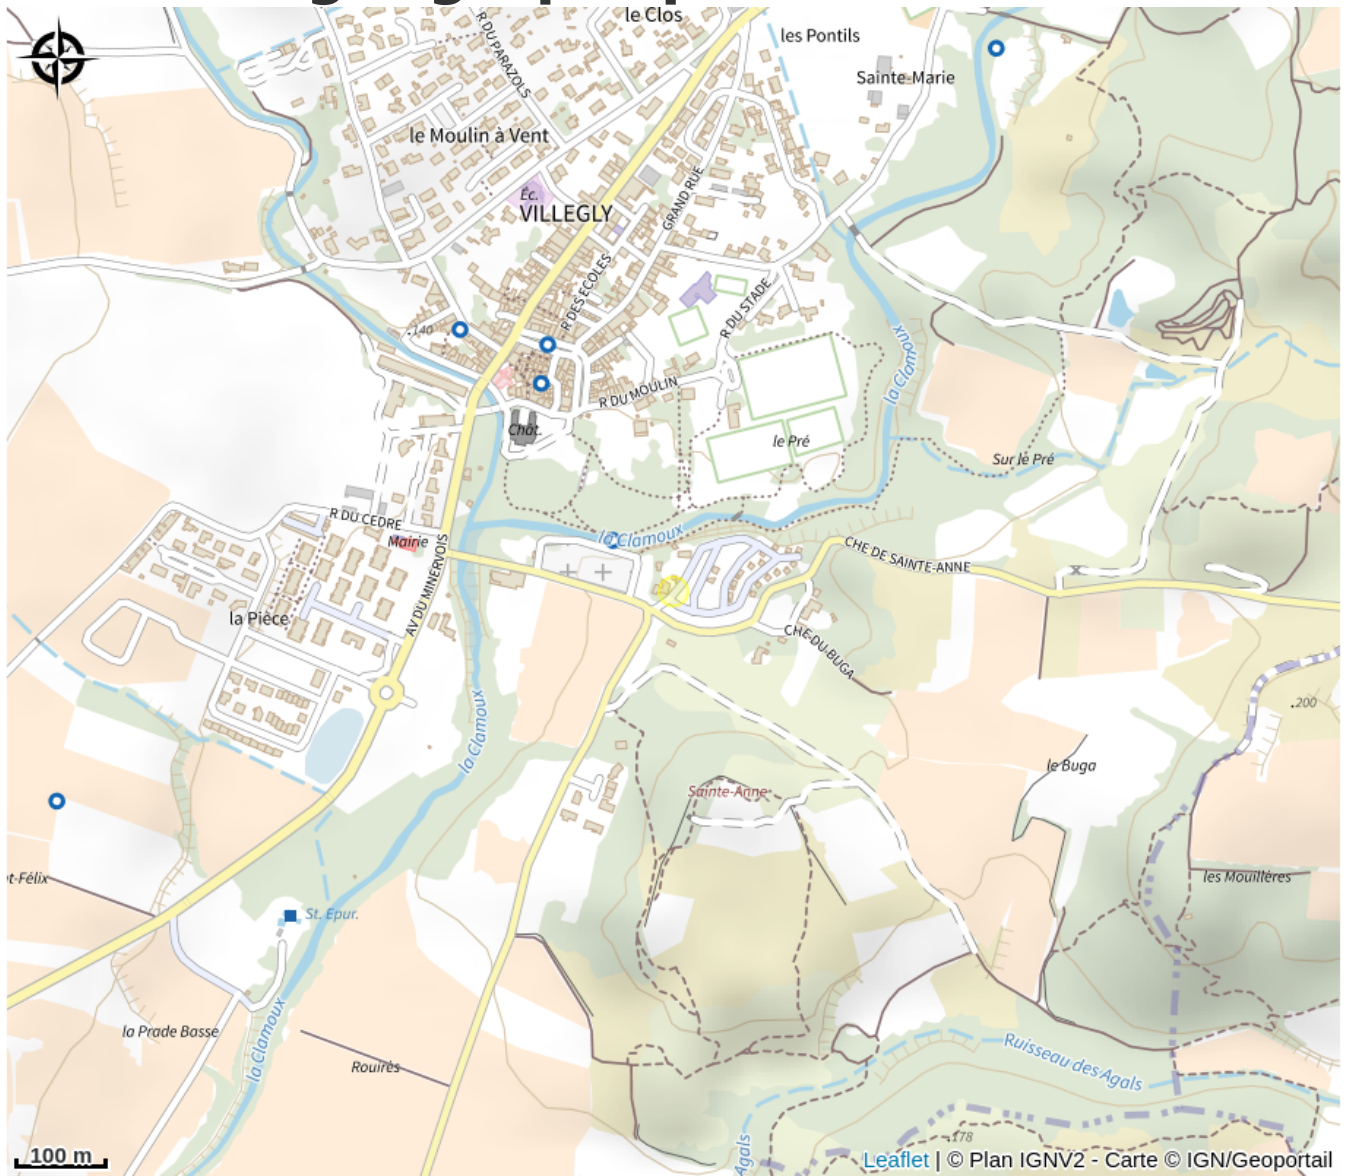 le Clos
les Pontils
R DU PARAZOLS
Sainte-Marie
le Moulin à Vent
Éc.
VILLEGLY
GRAND RUE
R DES ECOLES
R DU STADE
.140
la Clamoux
R DU MOULIN
Chât.
le Pré
Sur le Pré
R DU CEDRE
Mairie
la Clamoux
CHE DE SAINTE-ANNE
AV DU MINERVOIS
la Pièce
CHE DU BUGA
la Clamoux
.200
le Buga
Sainte-Anne
t-Félix
les Mouillères
St. Epur.
la Prade Basse
la Clamoux
Rouirès
Ruisseau des Agals
.178
Agals
100 m
Leaflet | © Plan IGNV2 - Carte © IGN/Geoportail